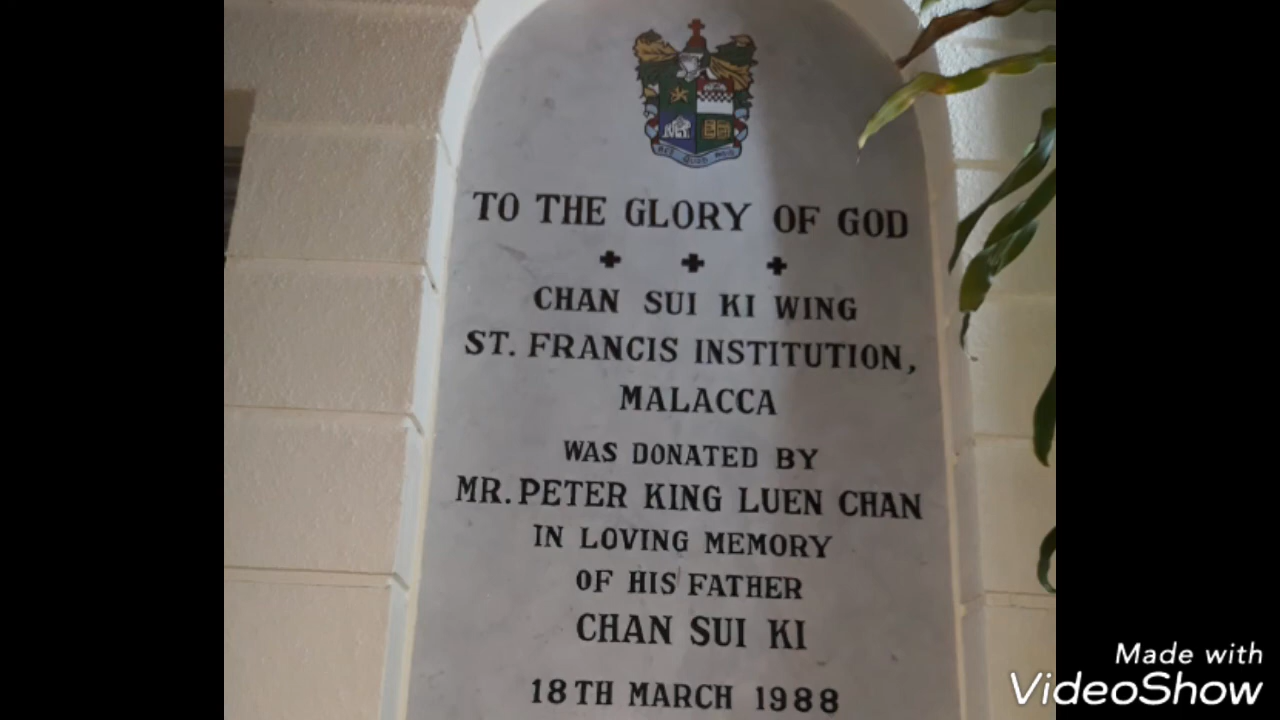 TO THE GLORY OF GOD
CHAN SUI KI WING
ST. FRANCIS INSTITUTION,
MALACCA
WAS DONATED BY
MR. PETER KING LUEN CHAN
IN LOVING MEMORY
OF HIS FATHER
CHAN SUI KI
18TH MARCH 1988
Made with
VideoShow